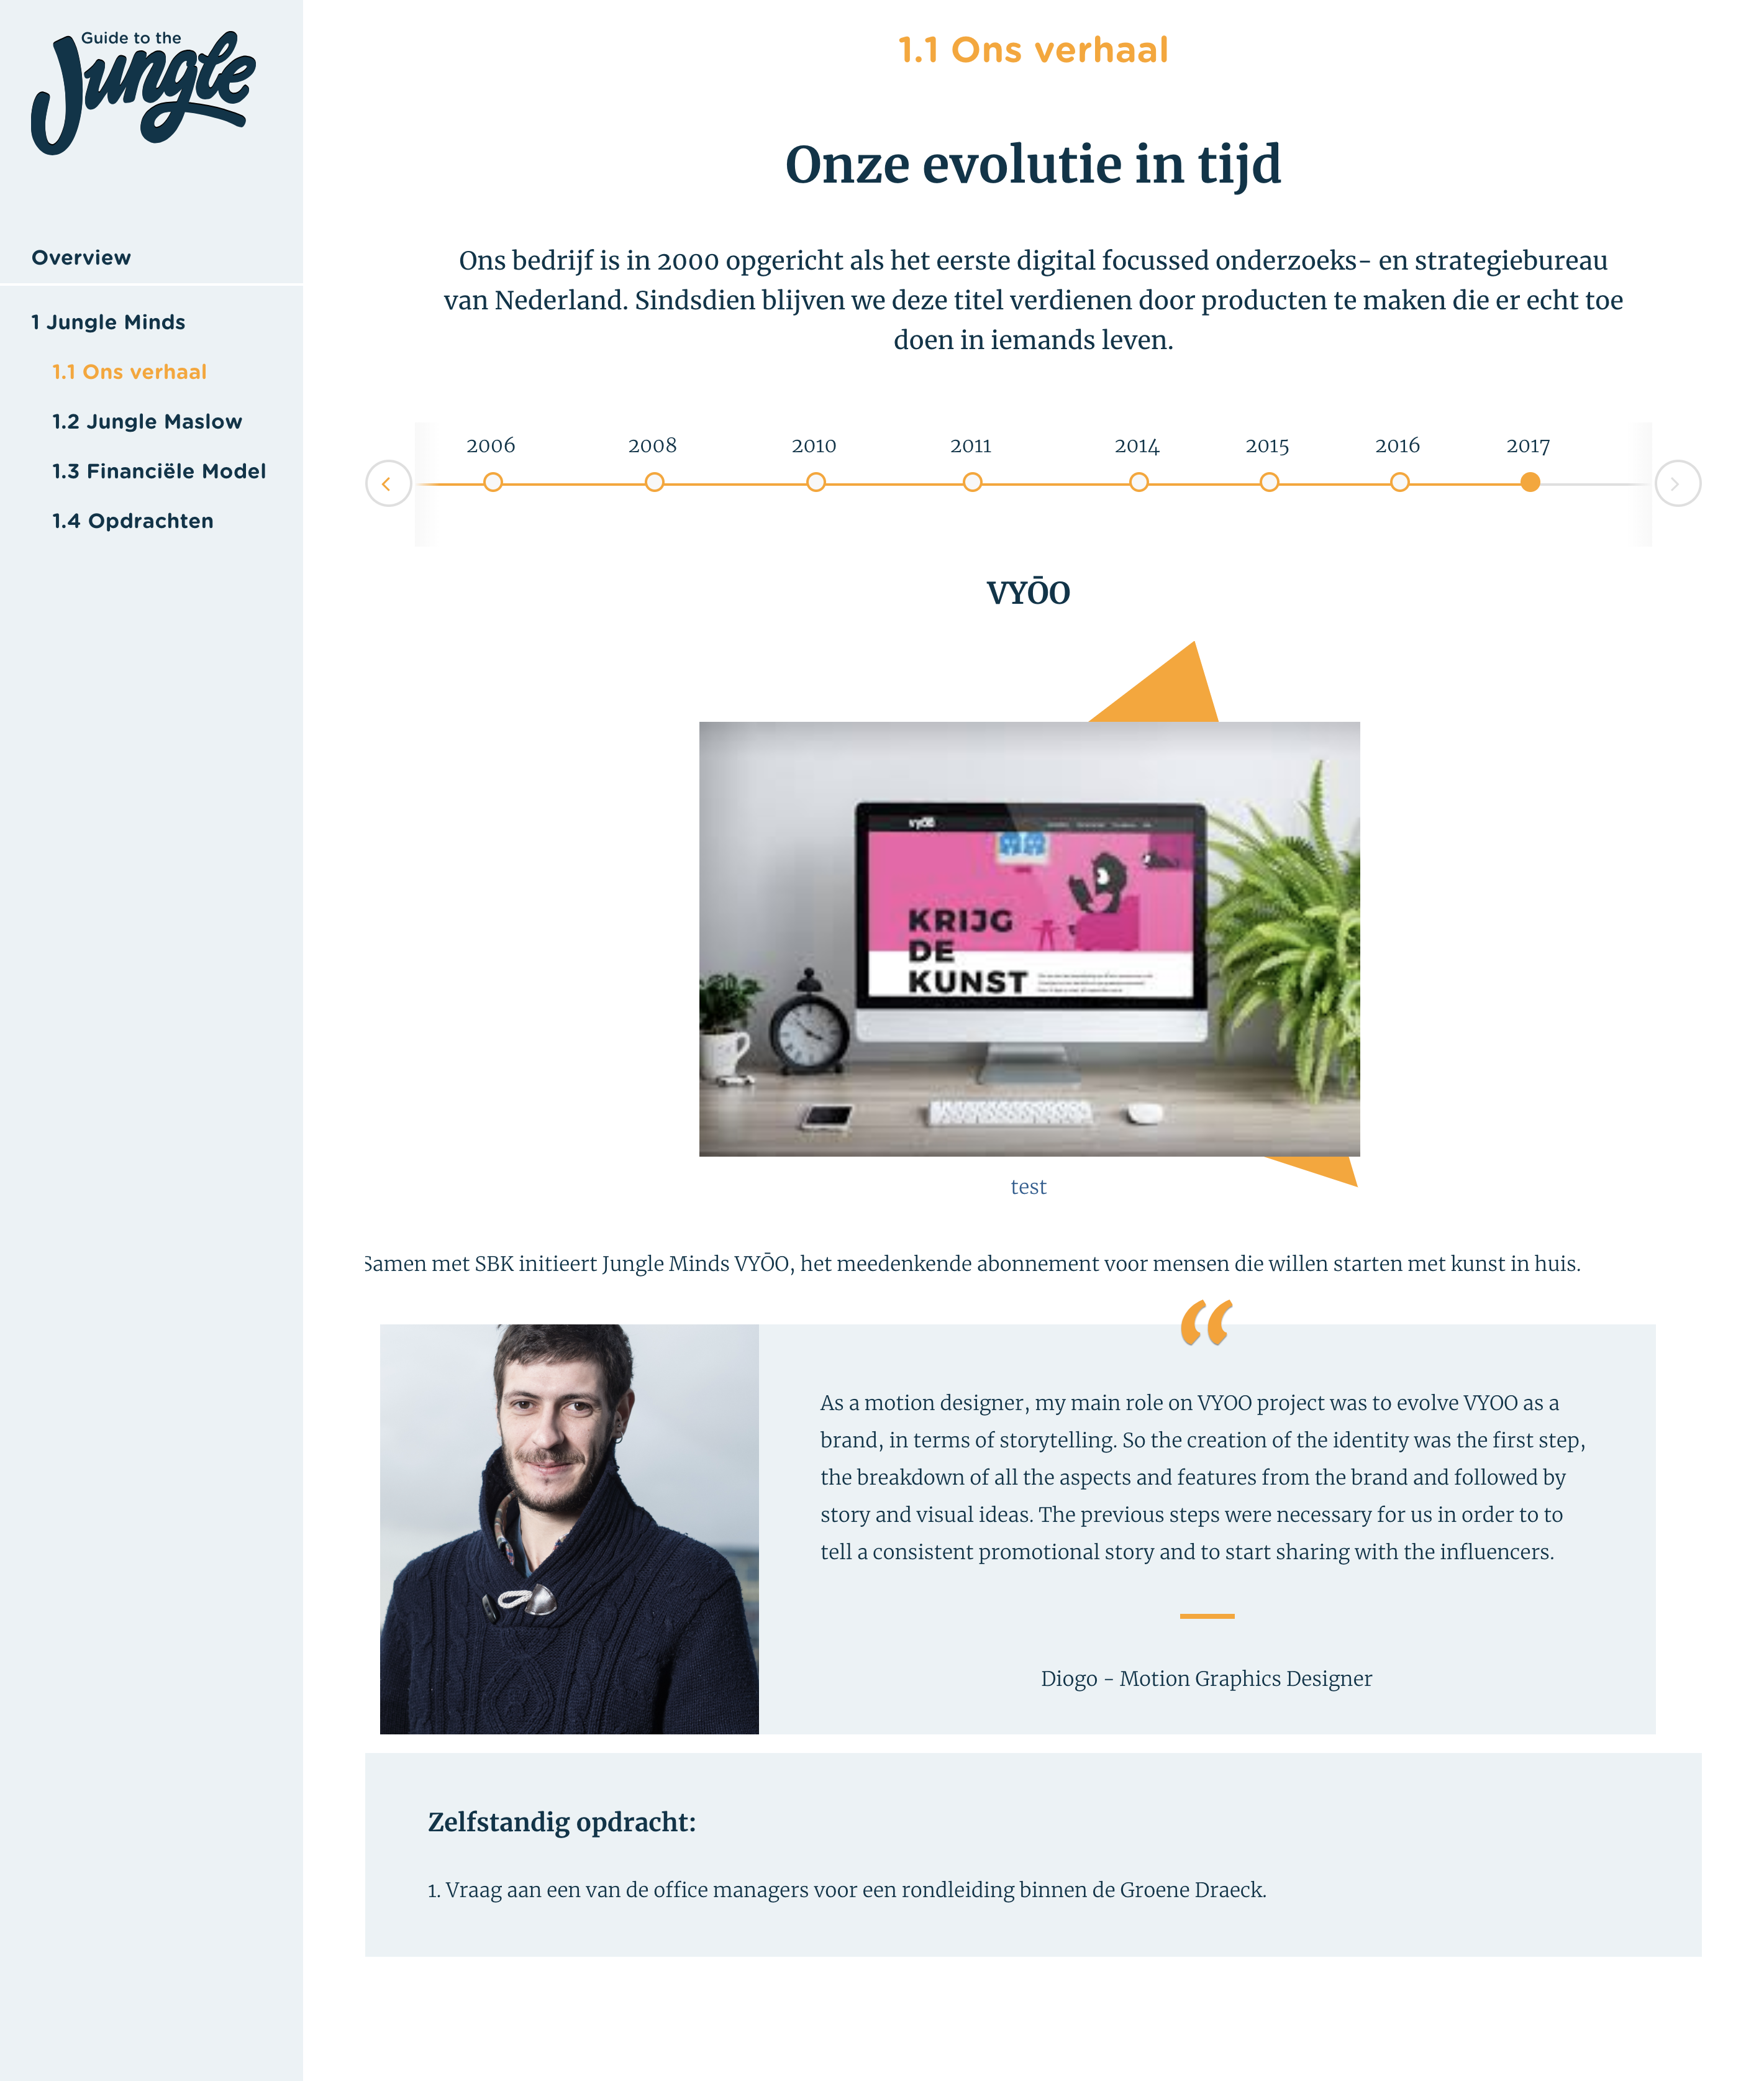 Guide to the
Jungle
Overview
1 Jungle Minds
1.1 Ons verhaal
1.2 Jungle Maslow
1.3 Financiële Model
1.4 Opdrachten
1.1 Ons verhaal
Onze evolutie in tijd
Ons bedrijf is in 2000 opgericht als het eerste digital focussed onderzoeks- en strategiebureau
van Nederland. Sindsdien blijven we deze titel verdienen door producten te maken die er echt toe
doen in iemands leven.
2006 2008 2010 2011 2014 2015 2016 2017
VYŌO
vyōo
KRIJG
DE
KUNST
test
Samen met SBK initieert Jungle Minds VYŌO, het meedenkende abonnement voor mensen die willen starten met kunst in huis.
“
As a motion designer, my main role on VYOO project was to evolve VYOO as a
brand, in terms of storytelling. So the creation of the identity was the first step,
the breakdown of all the aspects and features from the brand and followed by
story and visual ideas. The previous steps were necessary for us in order to to
tell a consistent promotional story and to start sharing with the influencers.
Diogo - Motion Graphics Designer
Zelfstandig opdracht:
1. Vraag aan een van de office managers voor een rondleiding binnen de Groene Draeck.